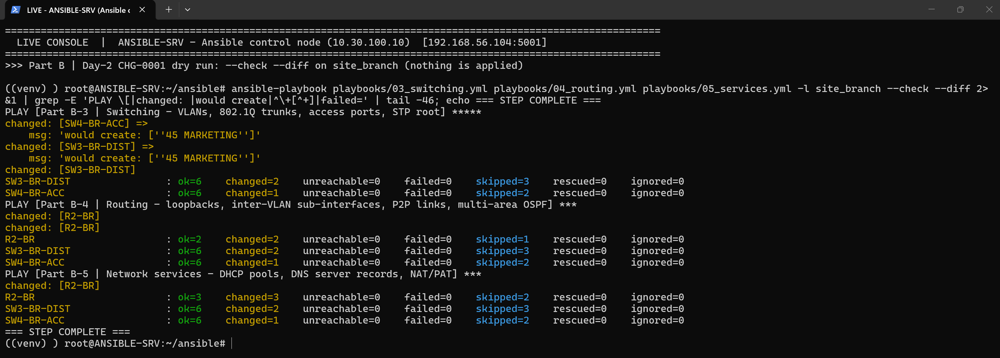 LIVE - ANSIBLE-SRV (Ansible c
==============================================================================================================
  LIVE CONSOLE  |  ANSIBLE-SRV - Ansible control node (10.30.100.10)  [192.168.56.104:5001]
==============================================================================================================
>>> Part B | Day-2 CHG-0001 dry run: --check --diff on site_branch (nothing is applied)
((venv) ) root@ANSIBLE-SRV:~/ansible# ansible-playbook playbooks/03_switching.yml playbooks/04_routing.yml playbooks/05_services.yml -l site_branch --check --diff 2>
&1 | grep -E 'PLAY \[|changed: |would create|^\+[^+]|failed=' | tail -46; echo === STEP COMPLETE ===
PLAY [Part B-3 | Switching - VLANs, 802.1Q trunks, access ports, STP root] *****
changed: [SW4-BR-ACC] =>
    msg: 'would create: [''45 MARKETING'']'
changed: [SW3-BR-DIST] =>
    msg: 'would create: [''45 MARKETING'']'
changed: [SW3-BR-DIST]
SW3-BR-DIST                : ok=6    changed=2    unreachable=0    failed=0    skipped=3    rescued=0    ignored=0
SW4-BR-ACC                 : ok=6    changed=1    unreachable=0    failed=0    skipped=2    rescued=0    ignored=0
PLAY [Part B-4 | Routing - loopbacks, inter-VLAN sub-interfaces, P2P links, multi-area OSPF] ***
changed: [R2-BR]
changed: [R2-BR]
R2-BR                      : ok=2    changed=2    unreachable=0    failed=0    skipped=1    rescued=0    ignored=0
SW3-BR-DIST                : ok=6    changed=2    unreachable=0    failed=0    skipped=3    rescued=0    ignored=0
SW4-BR-ACC                 : ok=6    changed=1    unreachable=0    failed=0    skipped=2    rescued=0    ignored=0
PLAY [Part B-5 | Network services - DHCP pools, DNS server records, NAT/PAT] ***
changed: [R2-BR]
R2-BR                      : ok=3    changed=3    unreachable=0    failed=0    skipped=2    rescued=0    ignored=0
SW3-BR-DIST                : ok=6    changed=2    unreachable=0    failed=0    skipped=3    rescued=0    ignored=0
SW4-BR-ACC                 : ok=6    changed=1    unreachable=0    failed=0    skipped=2    rescued=0    ignored=0
=== STEP COMPLETE ===
((venv) ) root@ANSIBLE-SRV:~/ansible#